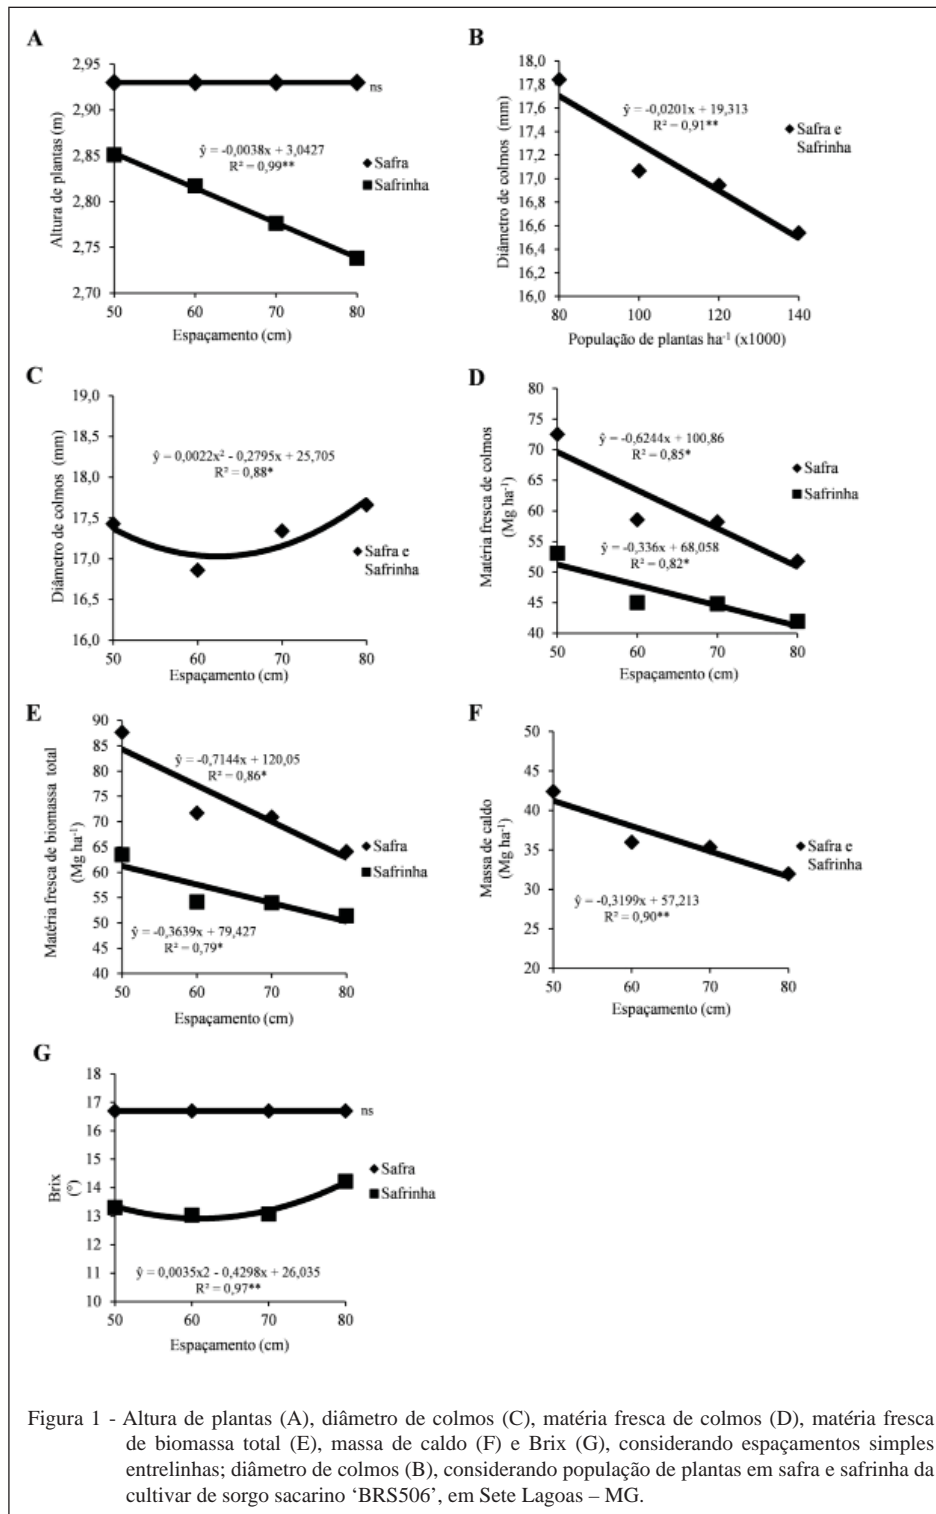 A
2,95
2,90
2,85
2,80
2,75
2,70
Altura de plantas (m)
ns
ŷ = -0,0038x + 3,0427
R² = 0,99**
Safra
Safrinha
50 60 70 80
Espaçamento (cm)
B
18,0
17,8
17,6
17,4
17,2
17,0
16,8
16,6
16,4
16,2
16,0
Diâmetro de colmos (mm)
ŷ = -0,0201x + 19,313
R² = 0,91**
Safra e
Safrinha
80 100 120 140
População de plantas ha⁻¹ (x1000)
C
19,0
18,5
18,0
17,5
17,0
16,5
16,0
Diâmetro de colmos (mm)
ŷ = 0,0022x² - 0,2795x + 25,705
R² = 0,88*
Safra e
Safrinha
50 60 70 80
Espaçamento (cm)
D
80
75
70
65
60
55
50
45
40
Matéria fresca de colmos
(Mg ha⁻¹)
ŷ = -0,6244x + 100,86
R² = 0,85*
Safra
Safrinha
ŷ = -0,336x + 68,058
R² = 0,82*
50 60 70 80
Espaçamento (cm)
E
90
85
80
75
70
65
60
55
50
45
40
Matéria fresca de biomassa total
(Mg ha⁻¹)
ŷ = -0,7144x + 120,05
R² = 0,86*
Safra
Safrinha
ŷ = -0,3639x + 79,427
R² = 0,79*
50 60 70 80
Espaçamento (cm)
F
50
45
40
35
30
25
20
Massa de caldo
(Mg ha⁻¹)
Safra e
Safrinha
ŷ = -0,3199x + 57,213
R² = 0,90**
50 60 70 80
Espaçamento (cm)
G
18
17
16
15
14
13
12
11
10
Brix
(°)
ns
Safra
Safrinha
ŷ = 0,0035x2 - 0,4298x + 26,035
R² = 0,97**
50 60 70 80
Espaçamento (cm)
Figura 1 - Altura de plantas (A), diâmetro de colmos (C), matéria fresca de colmos (D), matéria fresca
de biomassa total (E), massa de caldo (F) e Brix (G), considerando espaçamentos simples
entrelinhas; diâmetro de colmos (B), considerando população de plantas em safra e safrinha da
cultivar de sorgo sacarino ‘BRS506’, em Sete Lagoas – MG.